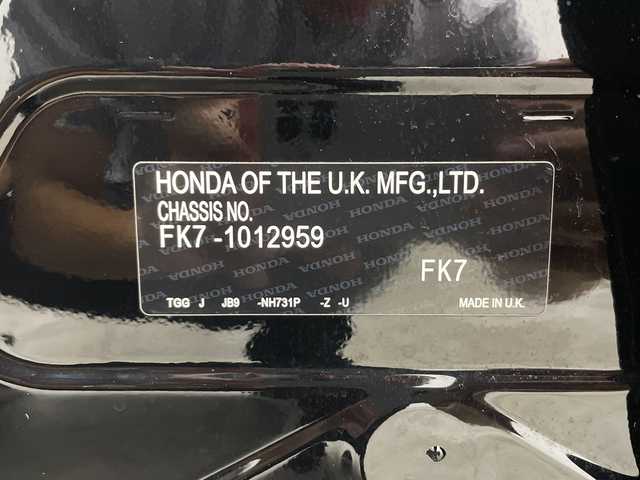 HONDA OF THE U.K. MFG.,LTD.
CHASSIS NO.
FK7 -1012959
FK7
TGG J JB9 -NH731P -Z -U MADE IN U.K.